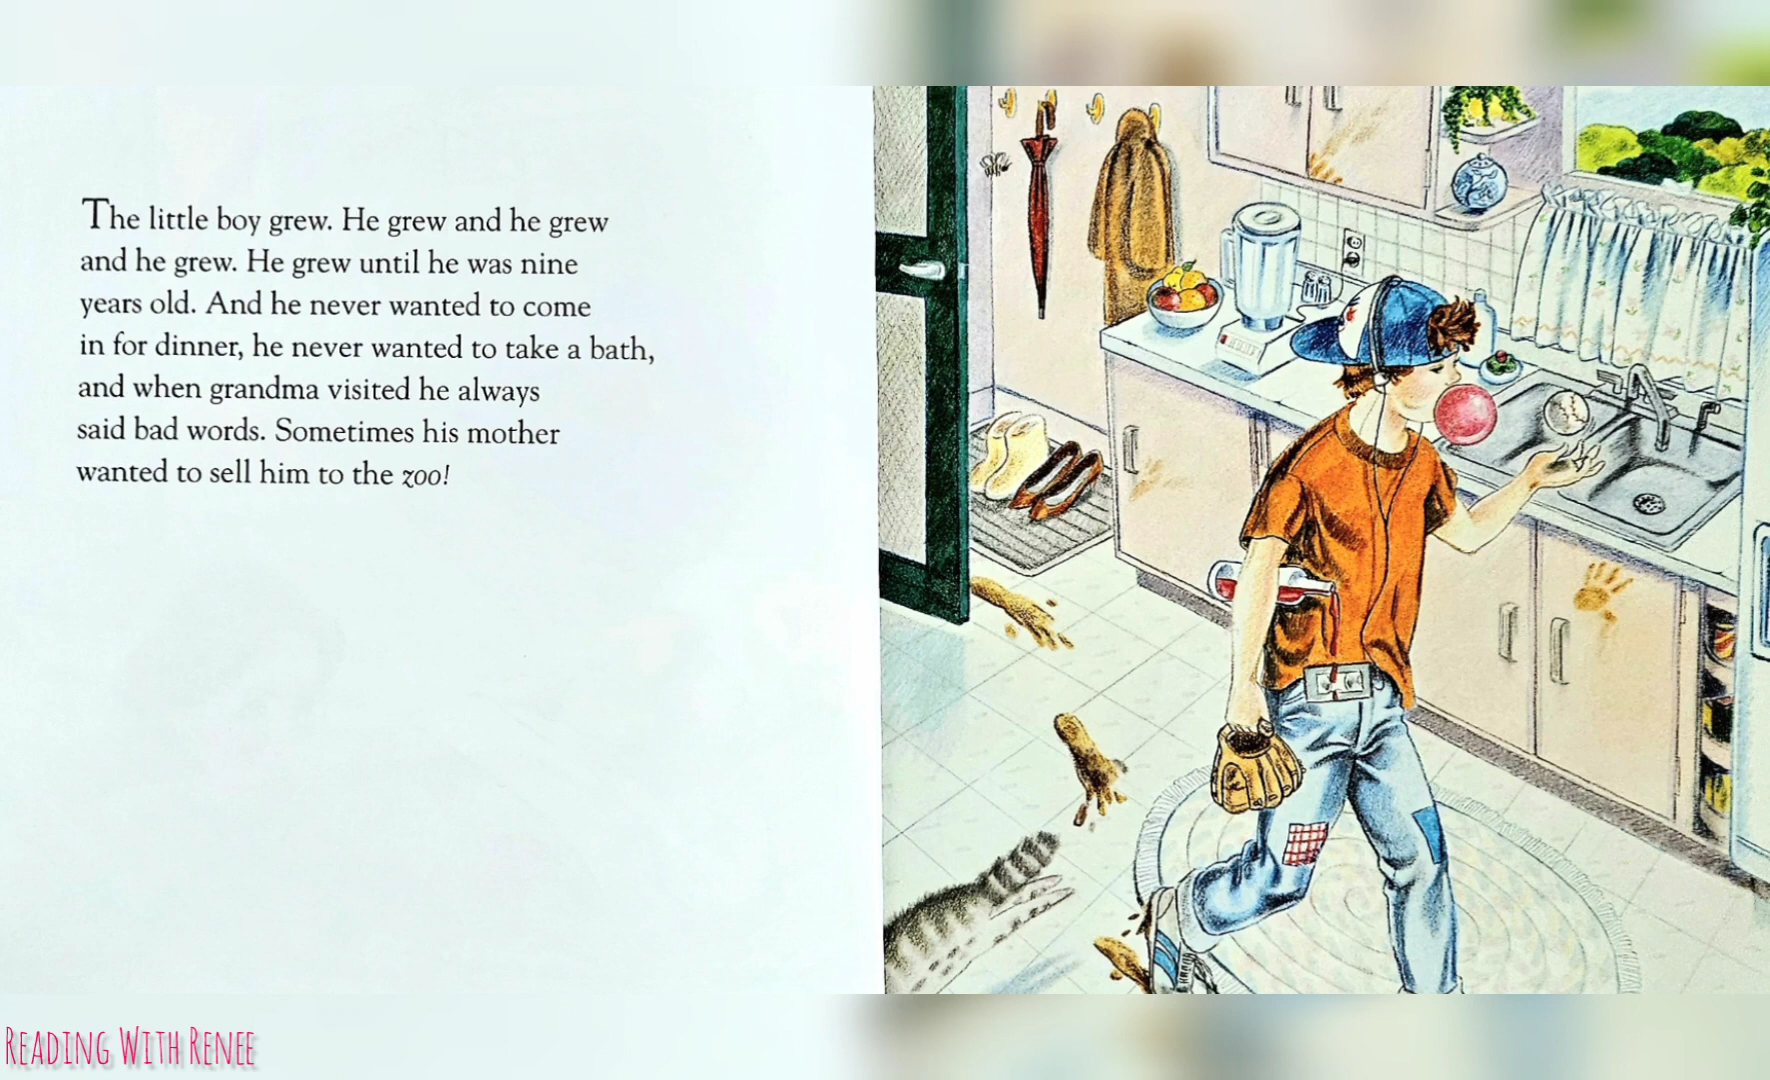 The little boy grew. He grew and he grew
and he grew. He grew until he was nine
years old. And he never wanted to come
in for dinner, he never wanted to take a bath,
and when grandma visited he always
said bad words. Sometimes his mother
wanted to sell him to the zoo!
READING WITH RENEE